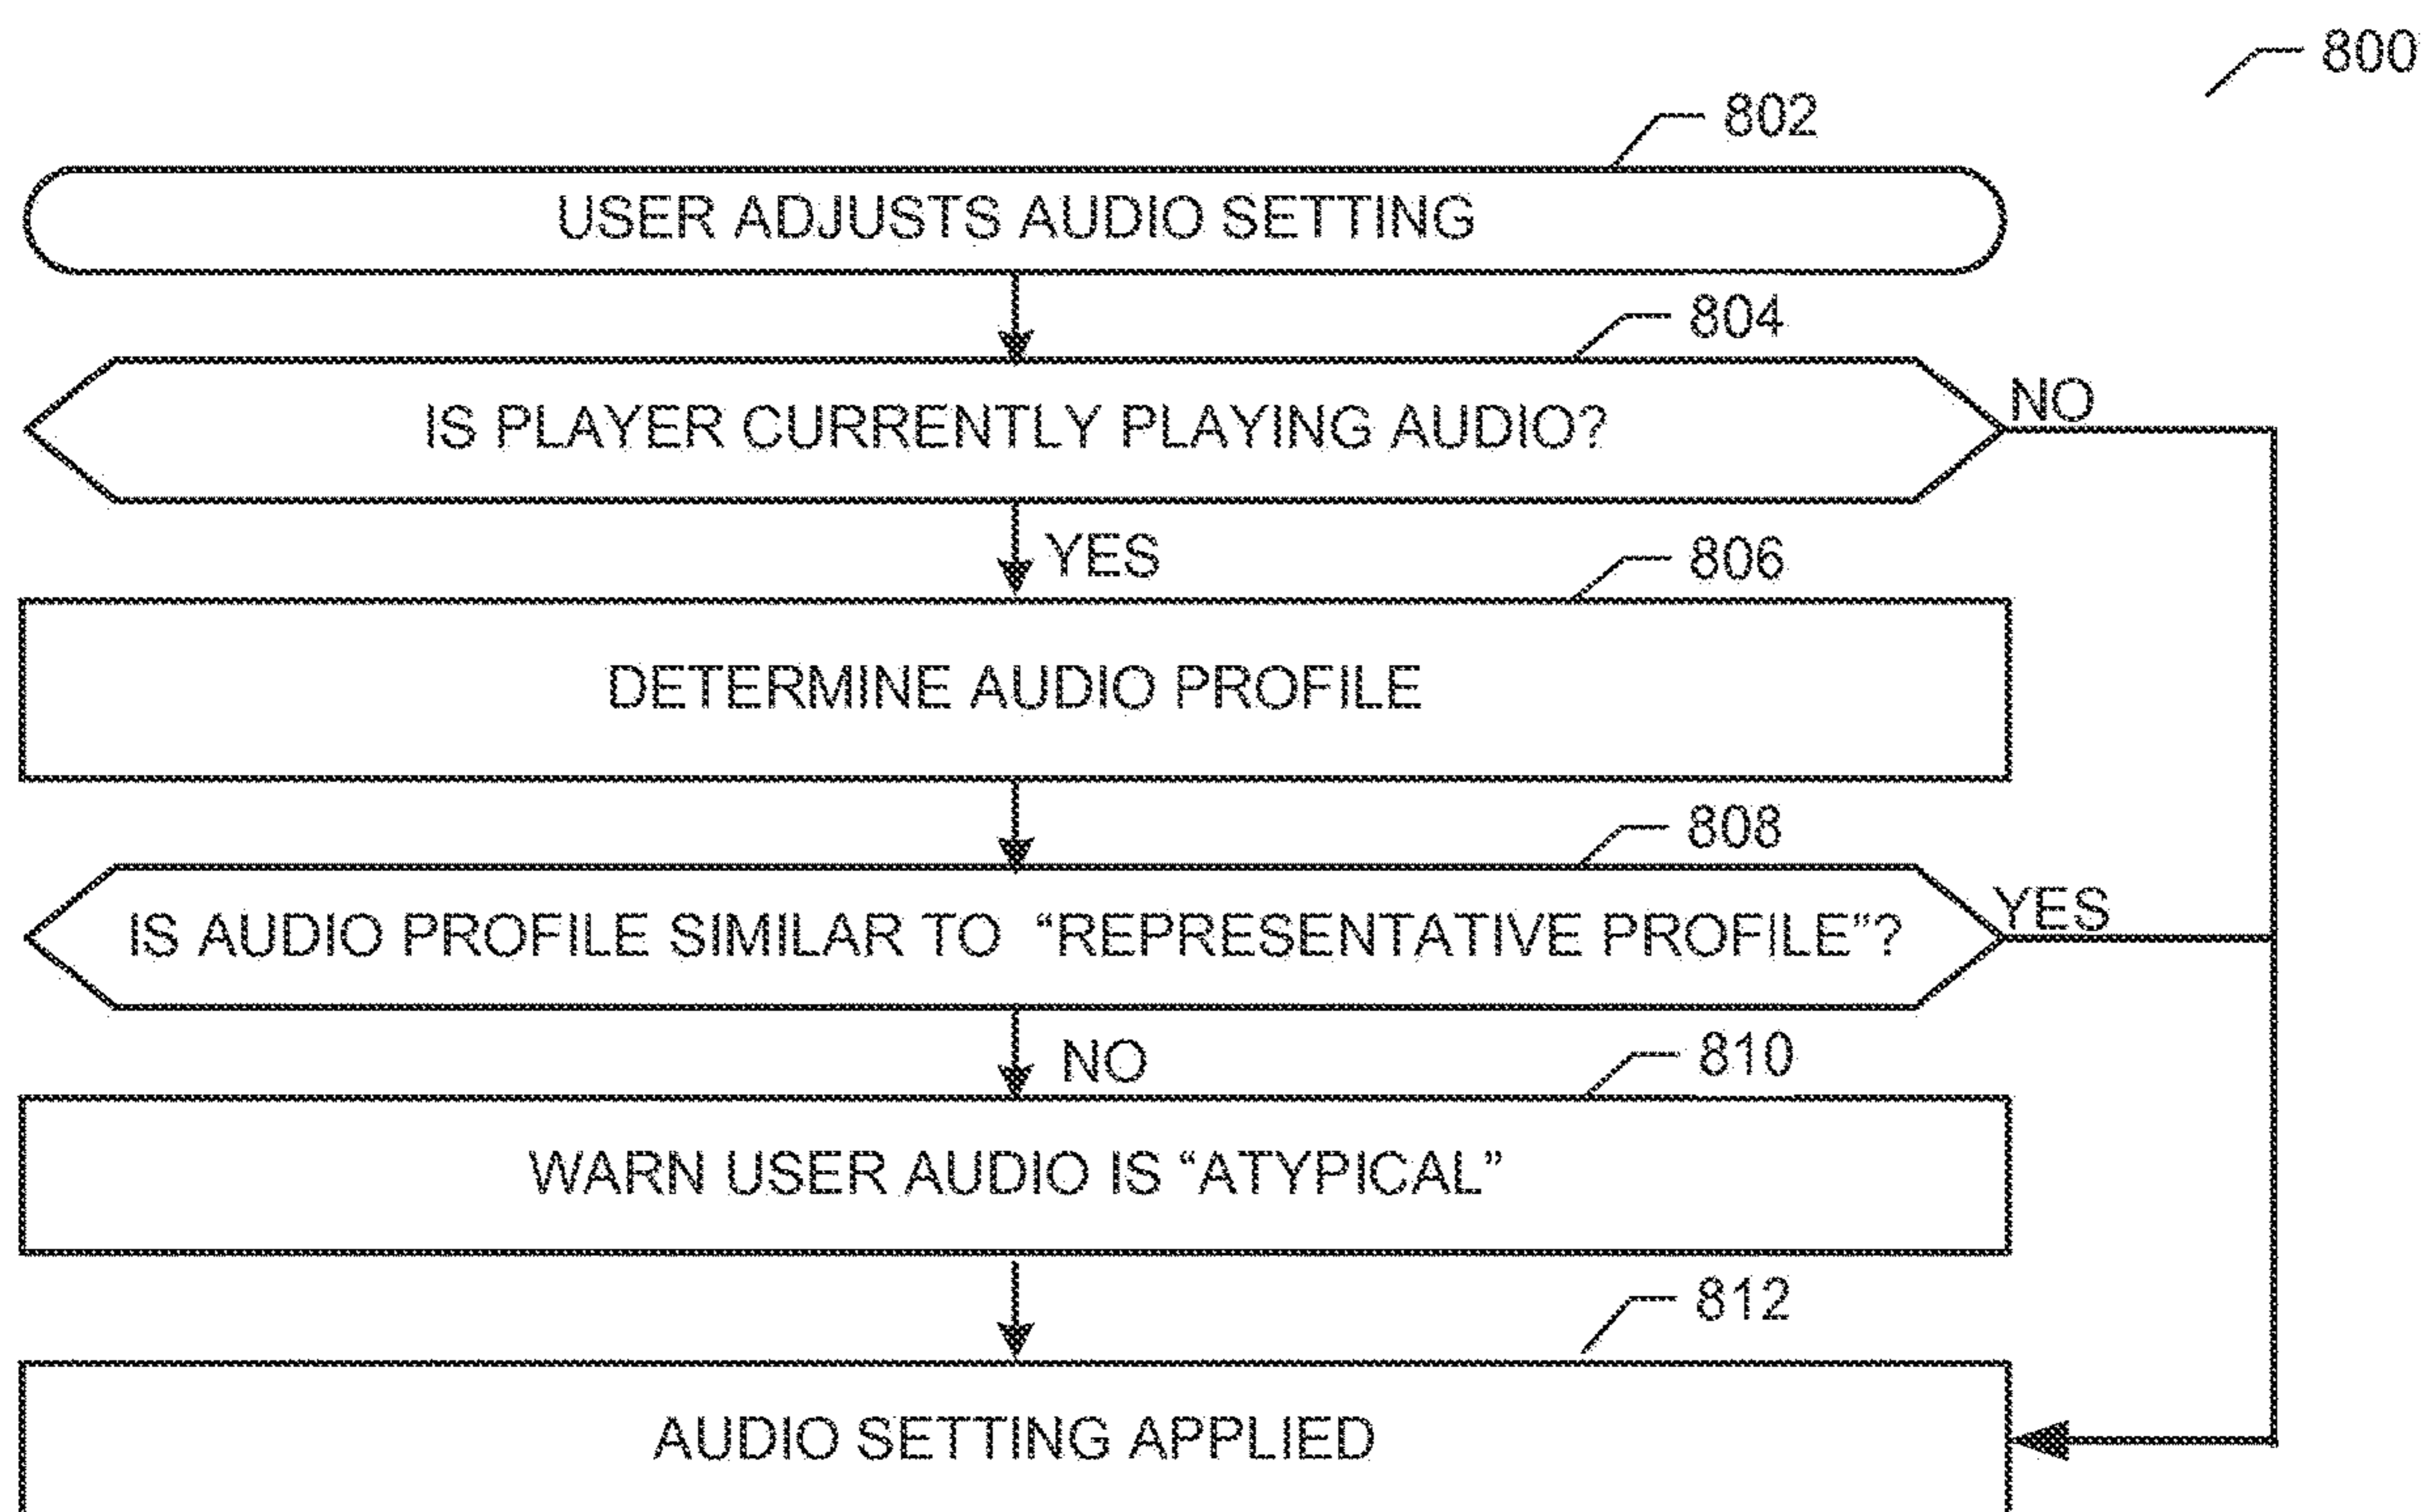 800
802
USER ADJUSTS AUDIO SETTING
804
IS PLAYER CURRENTLY PLAYING AUDIO?
NO
YES
806
DETERMINE AUDIO PROFILE
808
IS AUDIO PROFILE SIMILAR TO “REPRESENTATIVE PROFILE”?
YES
NO
810
WARN USER AUDIO IS “ATYPICAL”
812
AUDIO SETTING APPLIED